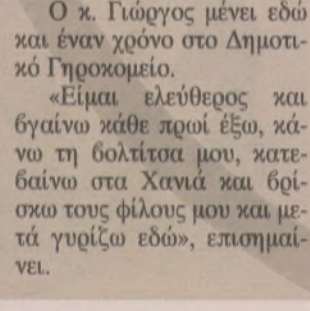 Ο κ. Γιώργος μένει εδώ
και έναν χρόνο στο Δημοτι-
κό Γηροκομείο.
«Είμαι ελεύθερος και
βγαίνω κάθε πρωί έξω, κά-
νω τη βολτίτσα μου, κατε-
βαίνω στα Χανιά και βρί-
σκω τους φίλους μου και με-
τά γυρίζω εδώ», επισημαί-
νει.